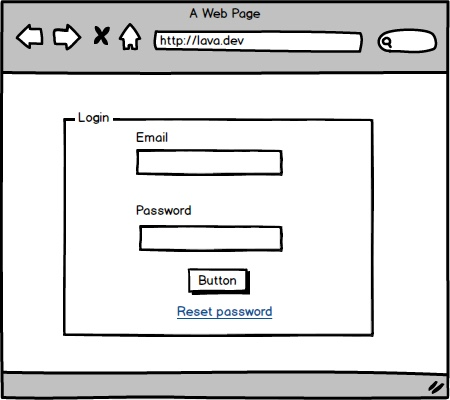 A Web Page
http://lava.dev
Login
Email
Password
Button
Reset password